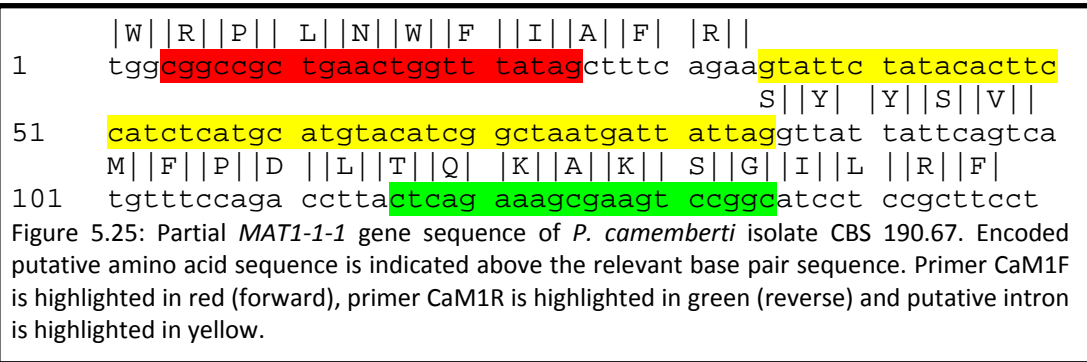 |W||R||P|| L||N||W||F ||I||A||F| |R||
1 tggcggccgc tgaactggtt tatagctttc agaagtattc tatacacttc
S||Y| |Y||S||V||
51 catctcatgc atgtacatcg gctaatgatt attaggttat tattcagtca
M||F||P||D ||L||T||Q| |K||A||K|| S||G||I||L ||R||F|
101 tgtttccaga ccttactcag aaagcgaagt ccggcatcct ccgcttcct
Figure 5.25: Partial MAT1-1-1 gene sequence of P. camemberti isolate CBS 190.67. Encoded
putative amino acid sequence is indicated above the relevant base pair sequence. Primer CaM1F
is highlighted in red (forward), primer CaM1R is highlighted in green (reverse) and putative intron
is highlighted in yellow.